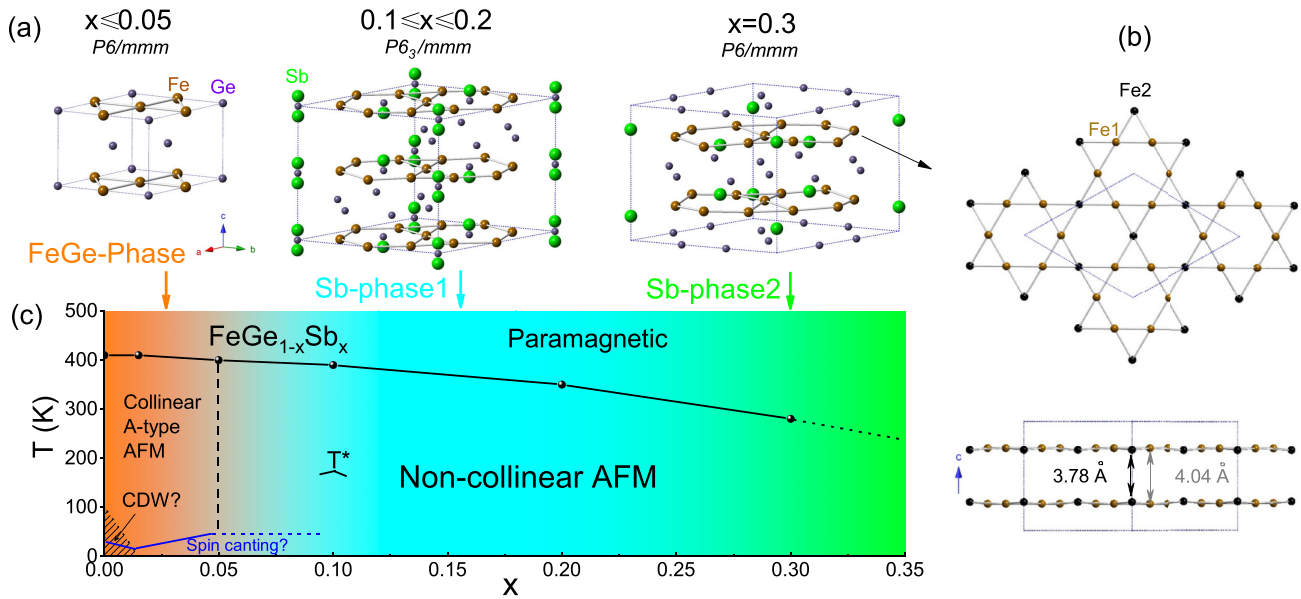 (a)
x⩽0.05
P6/mmm
0.1⩽x⩽0.2
P6₃/mmm
x=0.3
P6/mmm
(b)
Sb
Fe
Ge
Fe2
Fe1
c
a
b
FeGe-Phase
Sb-phase1
Sb-phase2
(c)
500
400
300
200
100
0
T (K)
FeGe₁₋ₓSbₓ
Paramagnetic
Collinear
A-type
AFM
T*
Non-collinear AFM
CDW?
Spin canting?
0.00
0.05
0.10
0.15
0.20
0.25
0.30
0.35
x
c
3.78 Å
4.04 Å